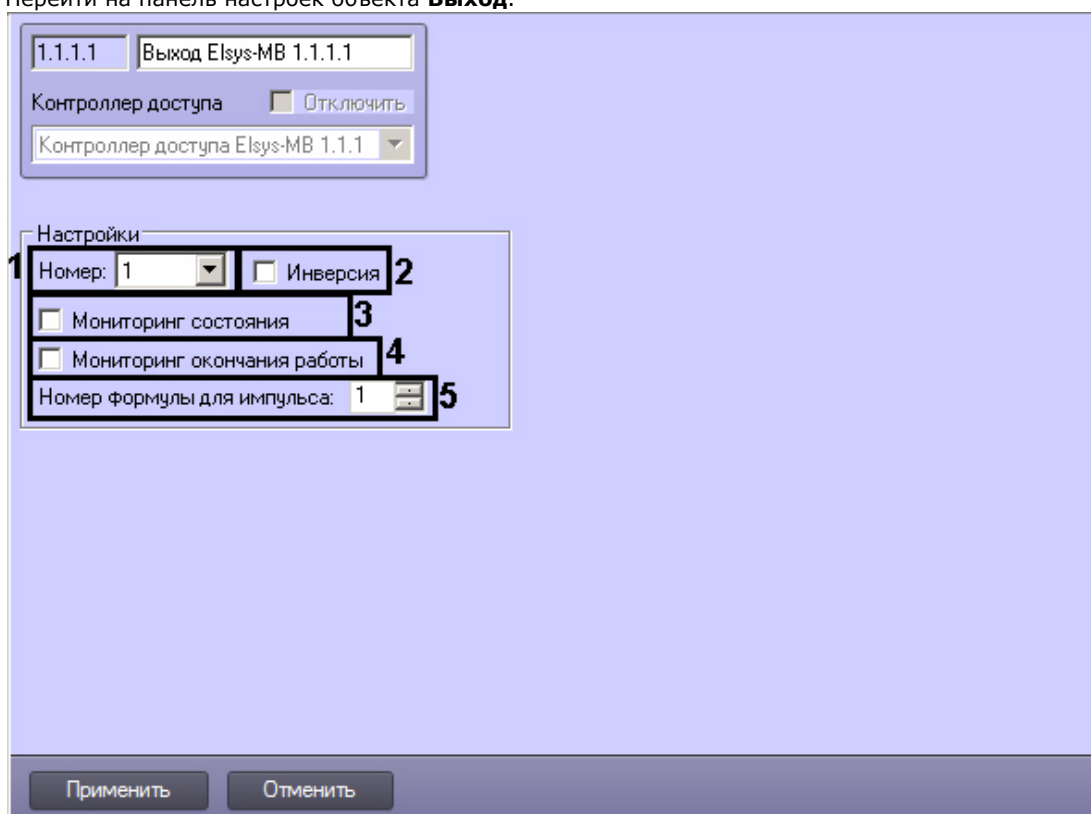 Перейти на панель настроек объекта Выход.
1.1.1.1 Выход Elsys-MB 1.1.1.1
Контроллер доступа Отключить
Контроллер доступа Elsys-MB 1.1.1
Настройки
1 Номер: 1 Инверсия 2
Мониторинг состояния 3
Мониторинг окончания работы 4
Номер формулы для импульса: 1 5
Применить Отменить